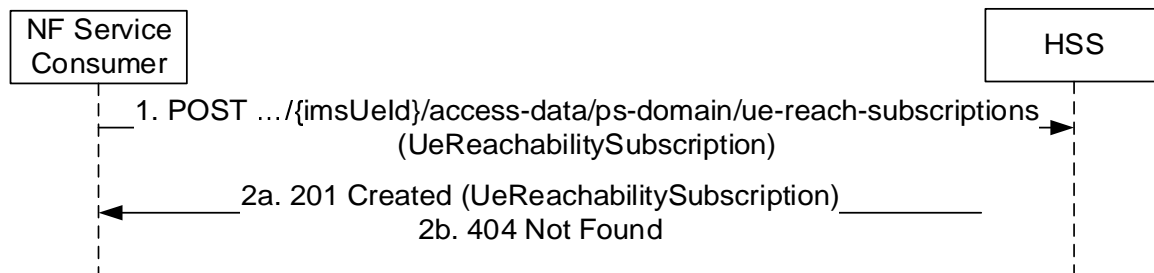 NF Service
Consumer
HSS
1. POST …/{imsUeId}/access-data/ps-domain/ue-reach-subscriptions
(UeReachabilitySubscription)
2a. 201 Created (UeReachabilitySubscription)
2b. 404 Not Found